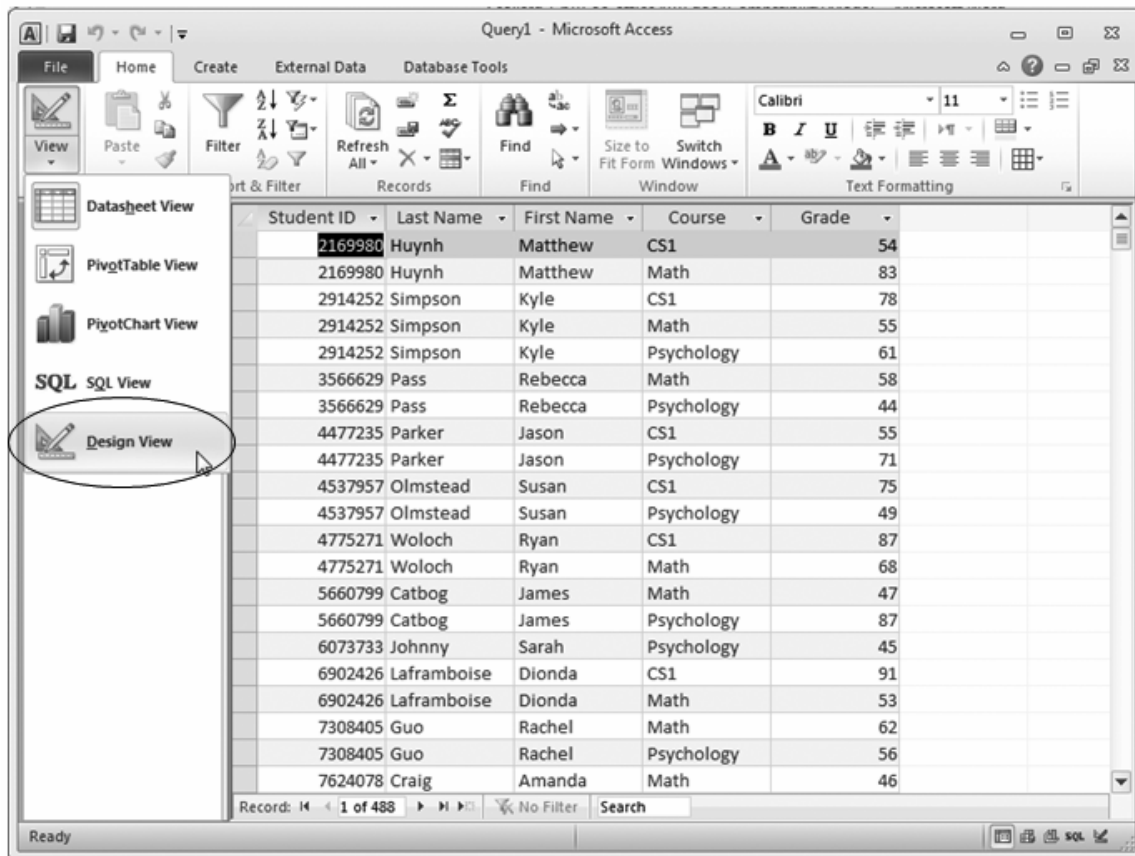 Query1 - Microsoft Access
File Home Create External Data Database Tools
View
Paste
Filter
Refresh
All
Find
Size to
Fit Form
Switch
Windows
Calibri 11
B I U
A
ort & Filter Records Find Window Text Formatting
Datasheet View
PivotTable View
PivotChart View
SQL SQL View
Design View
Student ID Last Name First Name Course Grade
2169980 Huynh Matthew CS1 54
2169980 Huynh Matthew Math 83
2914252 Simpson Kyle CS1 78
2914252 Simpson Kyle Math 55
2914252 Simpson Kyle Psychology 61
3566629 Pass Rebecca Math 58
3566629 Pass Rebecca Psychology 44
4477235 Parker Jason CS1 55
4477235 Parker Jason Psychology 71
4537957 Olmstead Susan CS1 75
4537957 Olmstead Susan Psychology 49
4775271 Woloch Ryan CS1 87
4775271 Woloch Ryan Math 68
5660799 Catbog James Math 47
5660799 Catbog James Psychology 87
6073733 Johnny Sarah Psychology 45
6902426 Laframboise Dionda CS1 91
6902426 Laframboise Dionda Math 53
7308405 Guo Rachel Math 62
7308405 Guo Rachel Psychology 56
7624078 Craig Amanda Math 46
Record: 1 of 488 No Filter Search
Ready SQL